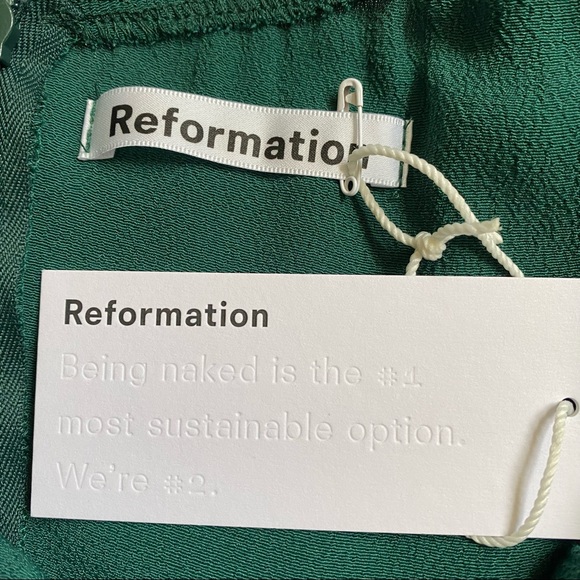 Reformation
Reformation
Being naked is the #1
most sustainable option.
We're #2.